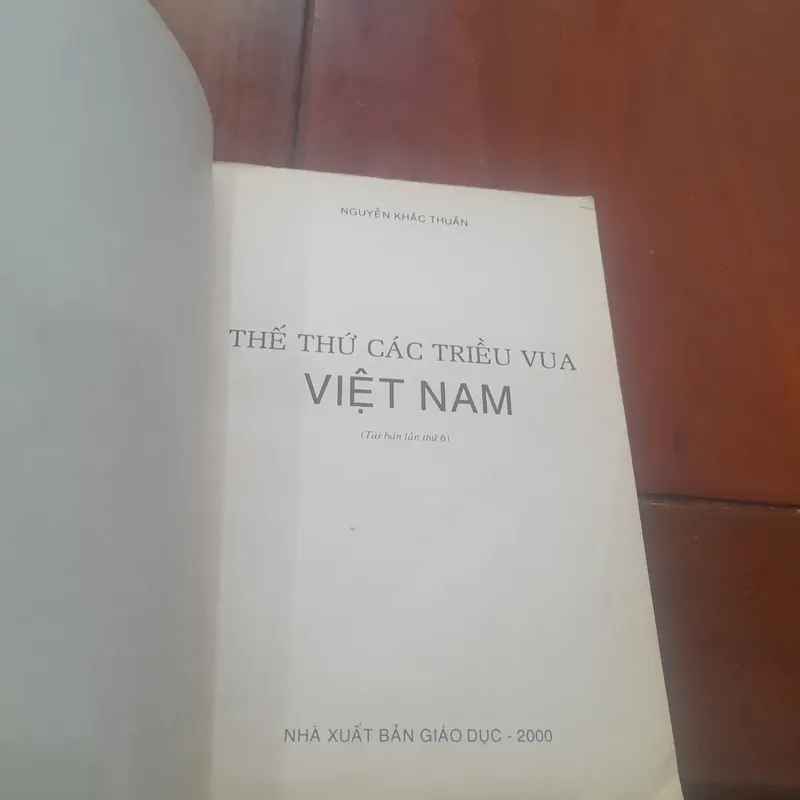 NGUYỄN KHẮC THUẦN
THẾ THỨ CÁC TRIỀU VUA
VIỆT NAM
(Tái bản lần thứ 6)
NHÀ XUẤT BẢN GIÁO DỤC - 2000